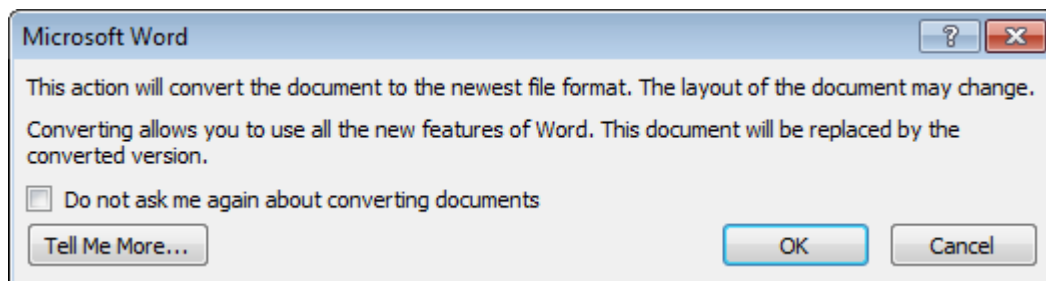 Microsoft Word
This action will convert the document to the newest file format. The layout of the document may change.
Converting allows you to use all the new features of Word. This document will be replaced by the
converted version.
Do not ask me again about converting documents
Tell Me More... OK Cancel